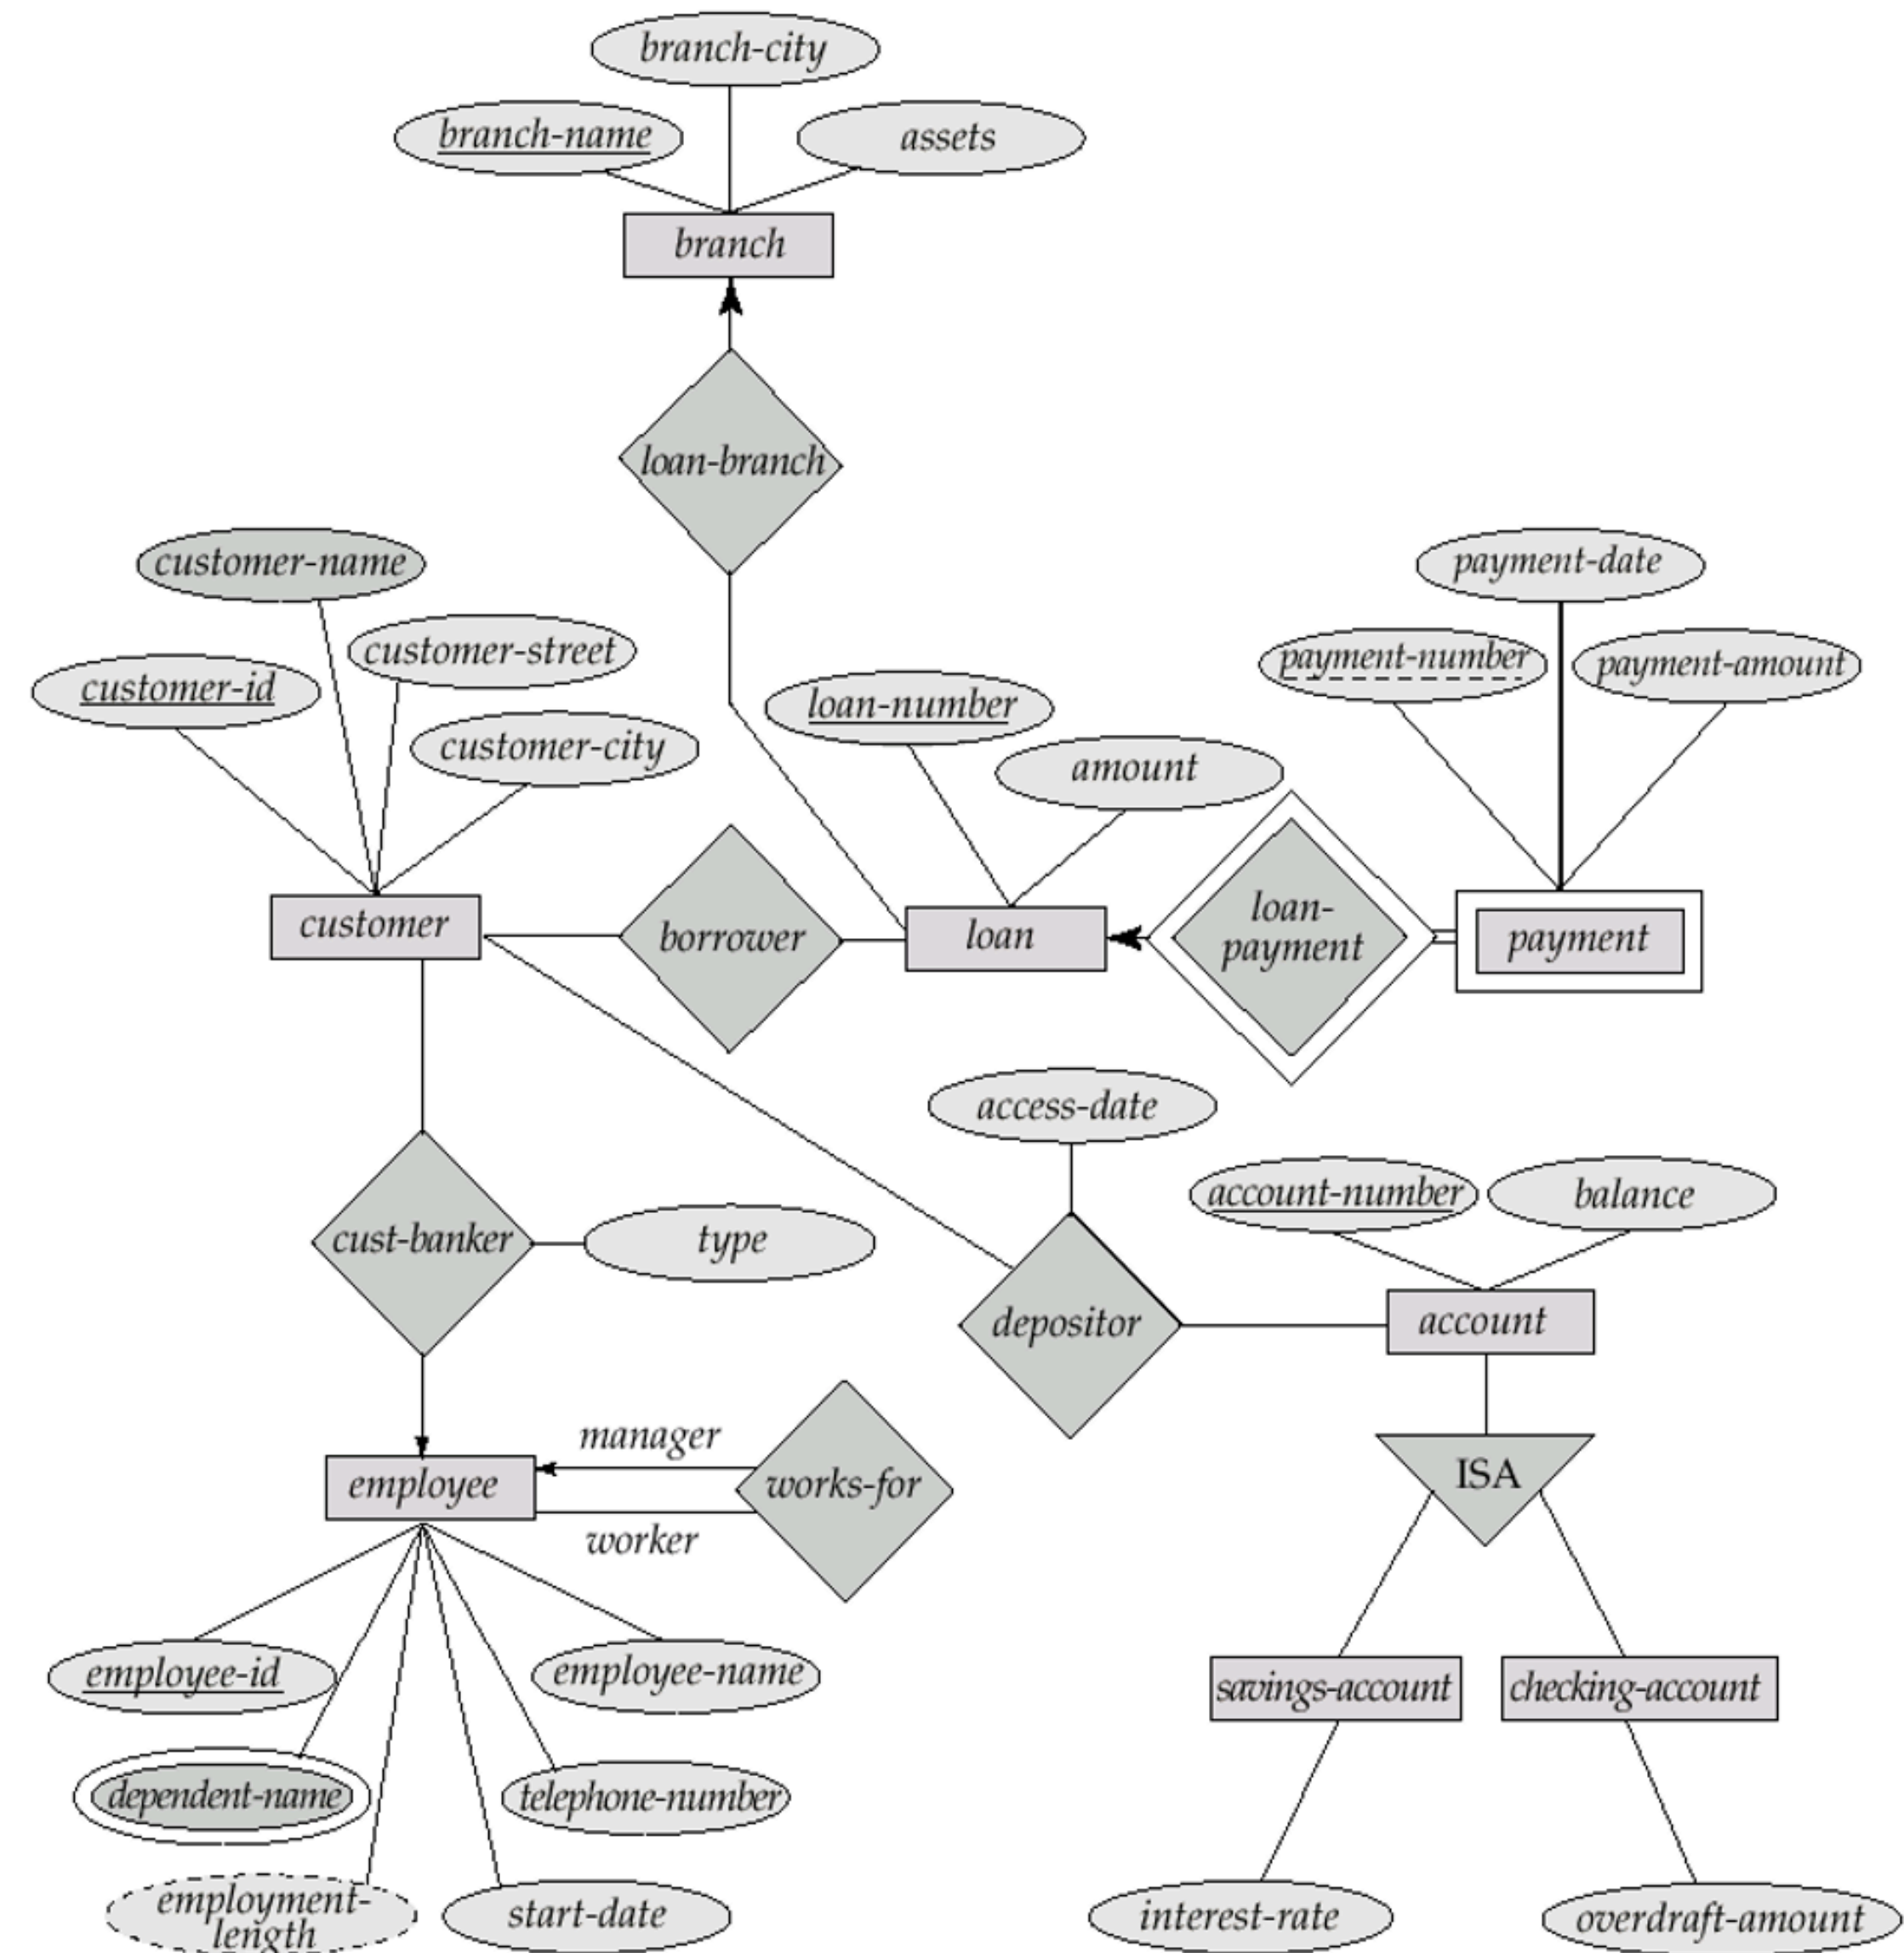 branch-city
branch-name
assets
branch
loan-branch
customer-name
payment-date
customer-street
payment-number
payment-amount
customer-id
loan-number
customer-city
amount
customer
borrower
loan
loan-
payment
payment
access-date
account-number
balance
cust-banker
type
depositor
account
manager
employee
works-for
ISA
worker
employee-id
employee-name
savings-account
checking-account
dependent-name
telephone-number
employment-
length
start-date
interest-rate
overdraft-amount